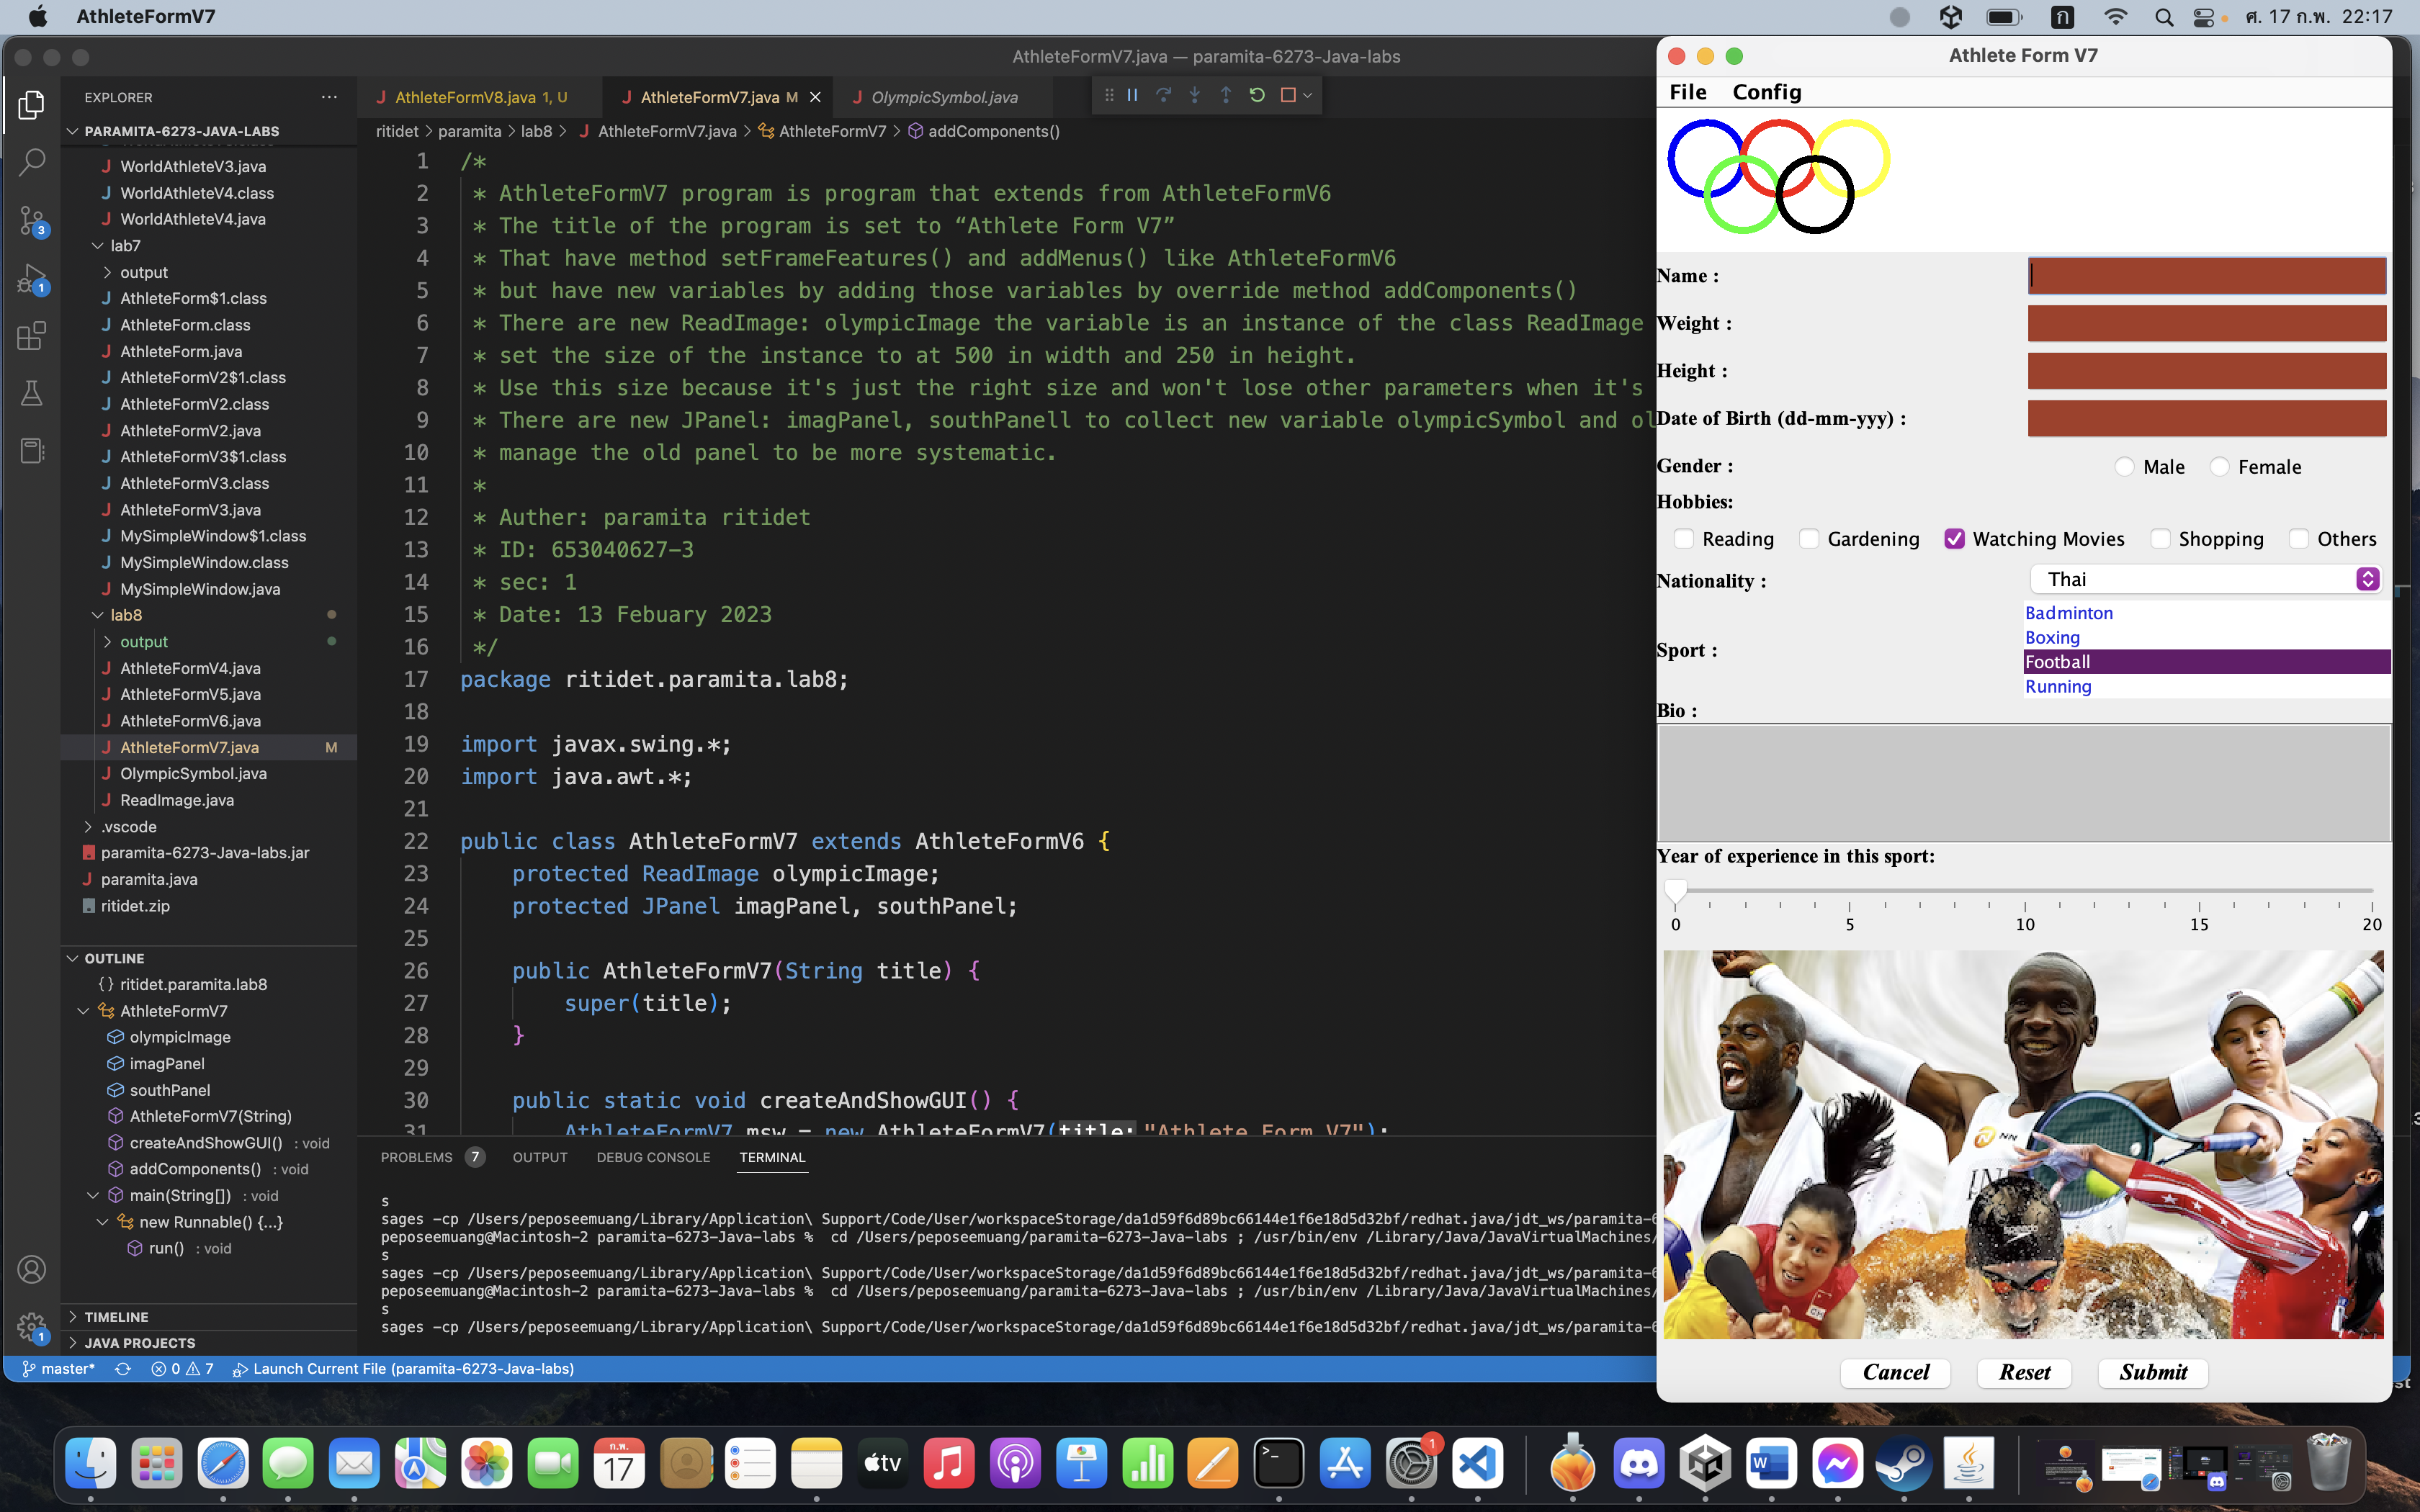 AthleteFormV7
ศ. 17 ก.พ. 22:17
AthleteFormV7.java — paramita-6273-Java-labs
EXPLORER
PARAMITA-6273-JAVA-LABS
WorldAthleteV3.java
WorldAthleteV4.class
WorldAthleteV4.java
lab7
output
AthleteForm$1.class
AthleteForm.class
AthleteForm.java
AthleteFormV2$1.class
AthleteFormV2.class
AthleteFormV2.java
AthleteFormV3$1.class
AthleteFormV3.class
AthleteFormV3.java
MySimpleWindow$1.class
MySimpleWindow.class
MySimpleWindow.java
lab8
output
AthleteFormV4.java
AthleteFormV5.java
AthleteFormV6.java
AthleteFormV7.java M
OlympicSymbol.java
ReadImage.java
.vscode
paramita-6273-Java-labs.jar
paramita.java
ritidet.zip
OUTLINE
{} ritidet.paramita.lab8
AthleteFormV7
olympicImage
imagPanel
southPanel
AthleteFormV7(String)
createAndShowGUI() : void
addComponents() : void
main(String[]) : void
new Runnable() {...}
run() : void
TIMELINE
JAVA PROJECTS
AthleteFormV8.java 1, U
AthleteFormV7.java M
OlympicSymbol.java
ritidet > paramita > lab8 > AthleteFormV7.java > AthleteFormV7 > addComponents()
1 /*
2 * AthleteFormV7 program is program that extends from AthleteFormV6
3 * The title of the program is set to “Athlete Form V7”
4 * That have method setFrameFeatures() and addMenus() like AthleteFormV6
5 * but have new variables by adding those variables by override method addComponents()
6 * There are new ReadImage: olympicImage the variable is an instance of the class ReadImage
7 * set the size of the instance to at 500 in width and 250 in height.
8 * Use this size because it's just the right size and won't lose other parameters when it's
9 * There are new JPanel: imagPanel, southPanell to collect new variable olympicSymbol and ol
10 * manage the old panel to be more systematic.
11 *
12 * Auther: paramita ritidet
13 * ID: 653040627-3
14 * sec: 1
15 * Date: 13 Febuary 2023
16 */
17 package ritidet.paramita.lab8;
18
19 import javax.swing.*;
20 import java.awt.*;
21
22 public class AthleteFormV7 extends AthleteFormV6 {
23 protected ReadImage olympicImage;
24 protected JPanel imagPanel, southPanel;
25
26 public AthleteFormV7(String title) {
27 super(title);
28 }
29
30 public static void createAndShowGUI() {
31 AthleteFormV7 msw = new AthleteFormV7(title: "Athlete Form V7");
PROBLEMS 7 OUTPUT DEBUG CONSOLE TERMINAL
s
sages -cp /Users/peposeemuang/Library/Application\ Support/Code/User/workspaceStorage/da1d59f6d89bc66144e1f6e18d5d32bf/redhat.java/jdt_ws/paramita-6
peposeemuang@Macintosh-2 paramita-6273-Java-labs % cd /Users/peposeemuang/paramita-6273-Java-labs ; /usr/bin/env /Library/Java/JavaVirtualMachines/
s
sages -cp /Users/peposeemuang/Library/Application\ Support/Code/User/workspaceStorage/da1d59f6d89bc66144e1f6e18d5d32bf/redhat.java/jdt_ws/paramita-6
peposeemuang@Macintosh-2 paramita-6273-Java-labs % cd /Users/peposeemuang/paramita-6273-Java-labs ; /usr/bin/env /Library/Java/JavaVirtualMachines/
s
sages -cp /Users/peposeemuang/Library/Application\ Support/Code/User/workspaceStorage/da1d59f6d89bc66144e1f6e18d5d32bf/redhat.java/jdt_ws/paramita-6
master* 0 7 Launch Current File (paramita-6273-Java-labs)
3
1
1
Athlete Form V7
File Config
Name :
Weight :
Height :
Date of Birth (dd-mm-yyy) :
Gender : Male Female
Hobbies:
Reading Gardening Watching Movies Shopping Others
Nationality : Thai
Sport :
Badminton
Boxing
Football
Running
Bio :
Year of experience in this sport:
0 5 10 15 20
NN
speedo
Cancel Reset Submit
ก.พ.
17
tv
1
W